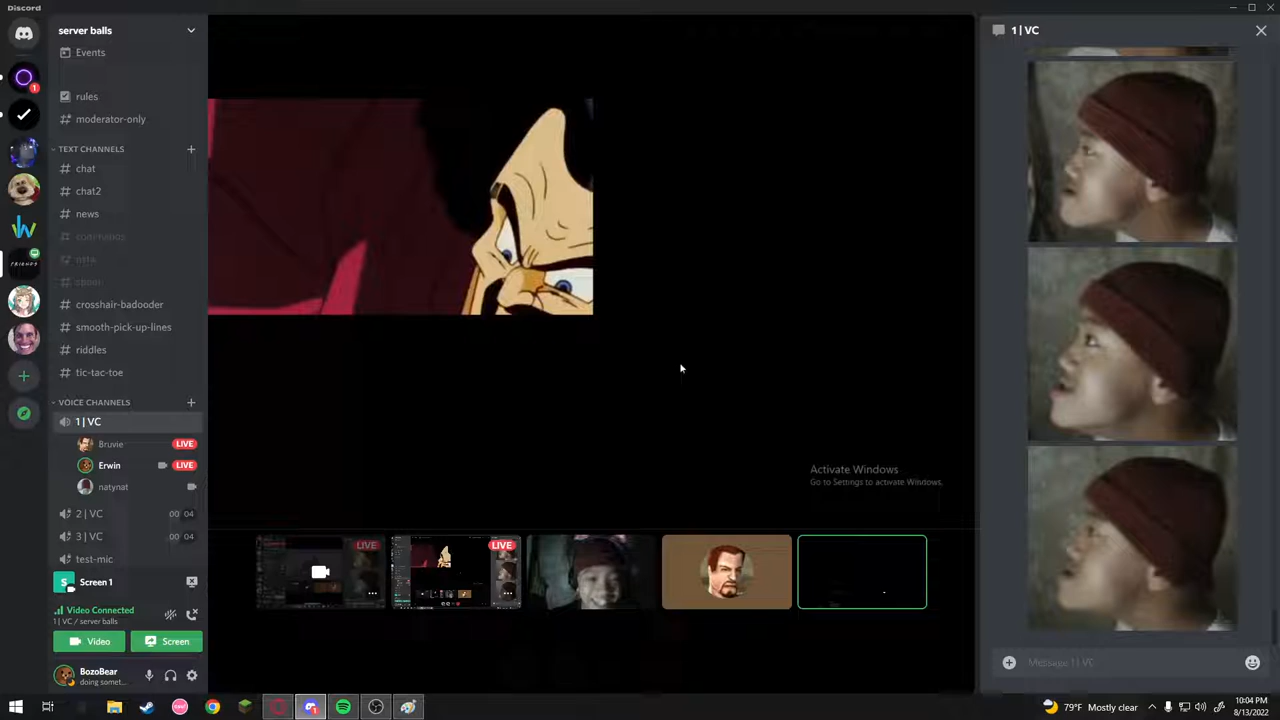 Discord
server balls
Events
rules
moderator-only
TEXT CHANNELS
chat
chat2
news
crosshair-badooder
smooth-pick-up-lines
riddles
tic-tac-toe
VOICE CHANNELS
1 | VC
Bruvie
LIVE
Erwin
LIVE
natynat
2 | VC
00 04
3 | VC
00 04
test-mic
Screen 1
Video Connected
1 | VC / server balls
Video
Screen
BozoBear
doing somet...
FRIENDS
1
Activate Windows
Go to Settings to activate Windows.
LIVE
LIVE
1 | VC
Message 1 | VC
79°F Mostly clear
10:04 PM
8/13/2022